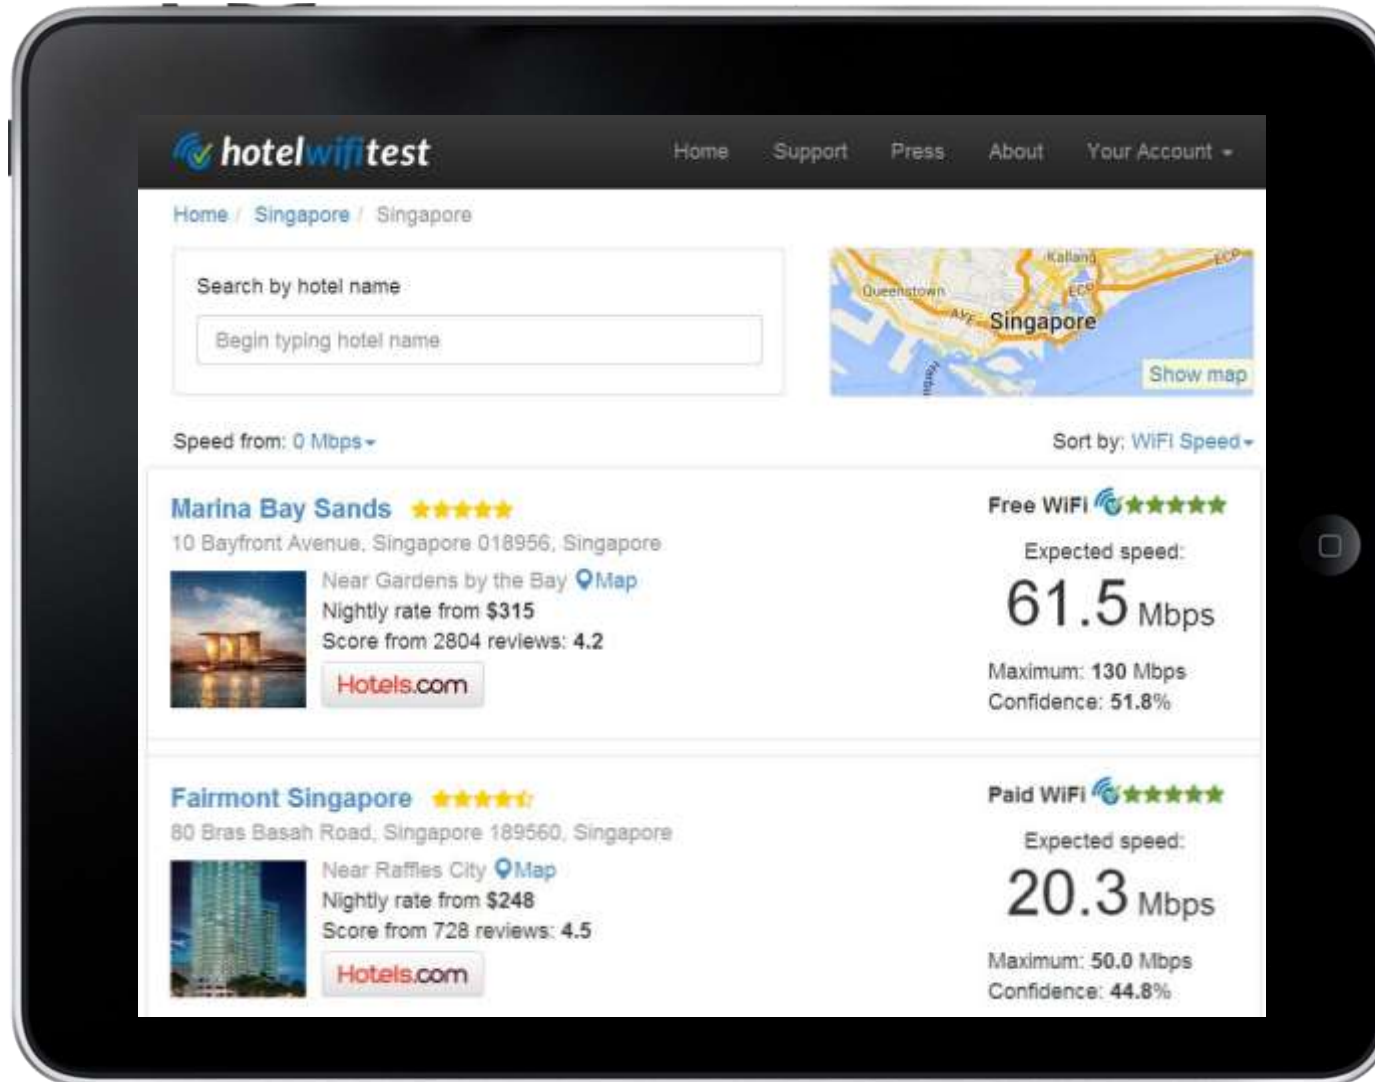 hotelwifitest Home Support Press About Your Account
Home / Singapore / Singapore
Search by hotel name
Begin typing hotel name
Kallang
ECP
Queenstown
ECP
AYE
Singapore
Show map
Speed from: 0 Mbps
Sort by: WiFI Speed
Marina Bay Sands
10 Bayfront Avenue, Singapore 018956, Singapore
Near Gardens by the Bay Map
Nightly rate from $315
Score from 2804 reviews: 4.2
Hotels.com
Free WiFi
Expected speed:
61.5 Mbps
Maximum: 130 Mbps
Confidence: 51.8%
Fairmont Singapore
80 Bras Basah Road, Singapore 189560, Singapore
Near Raffles City Map
Nightly rate from $248
Score from 728 reviews: 4.5
Hotels.com
Paid WiFi
Expected speed:
20.3 Mbps
Maximum: 50.0 Mbps
Confidence: 44.8%